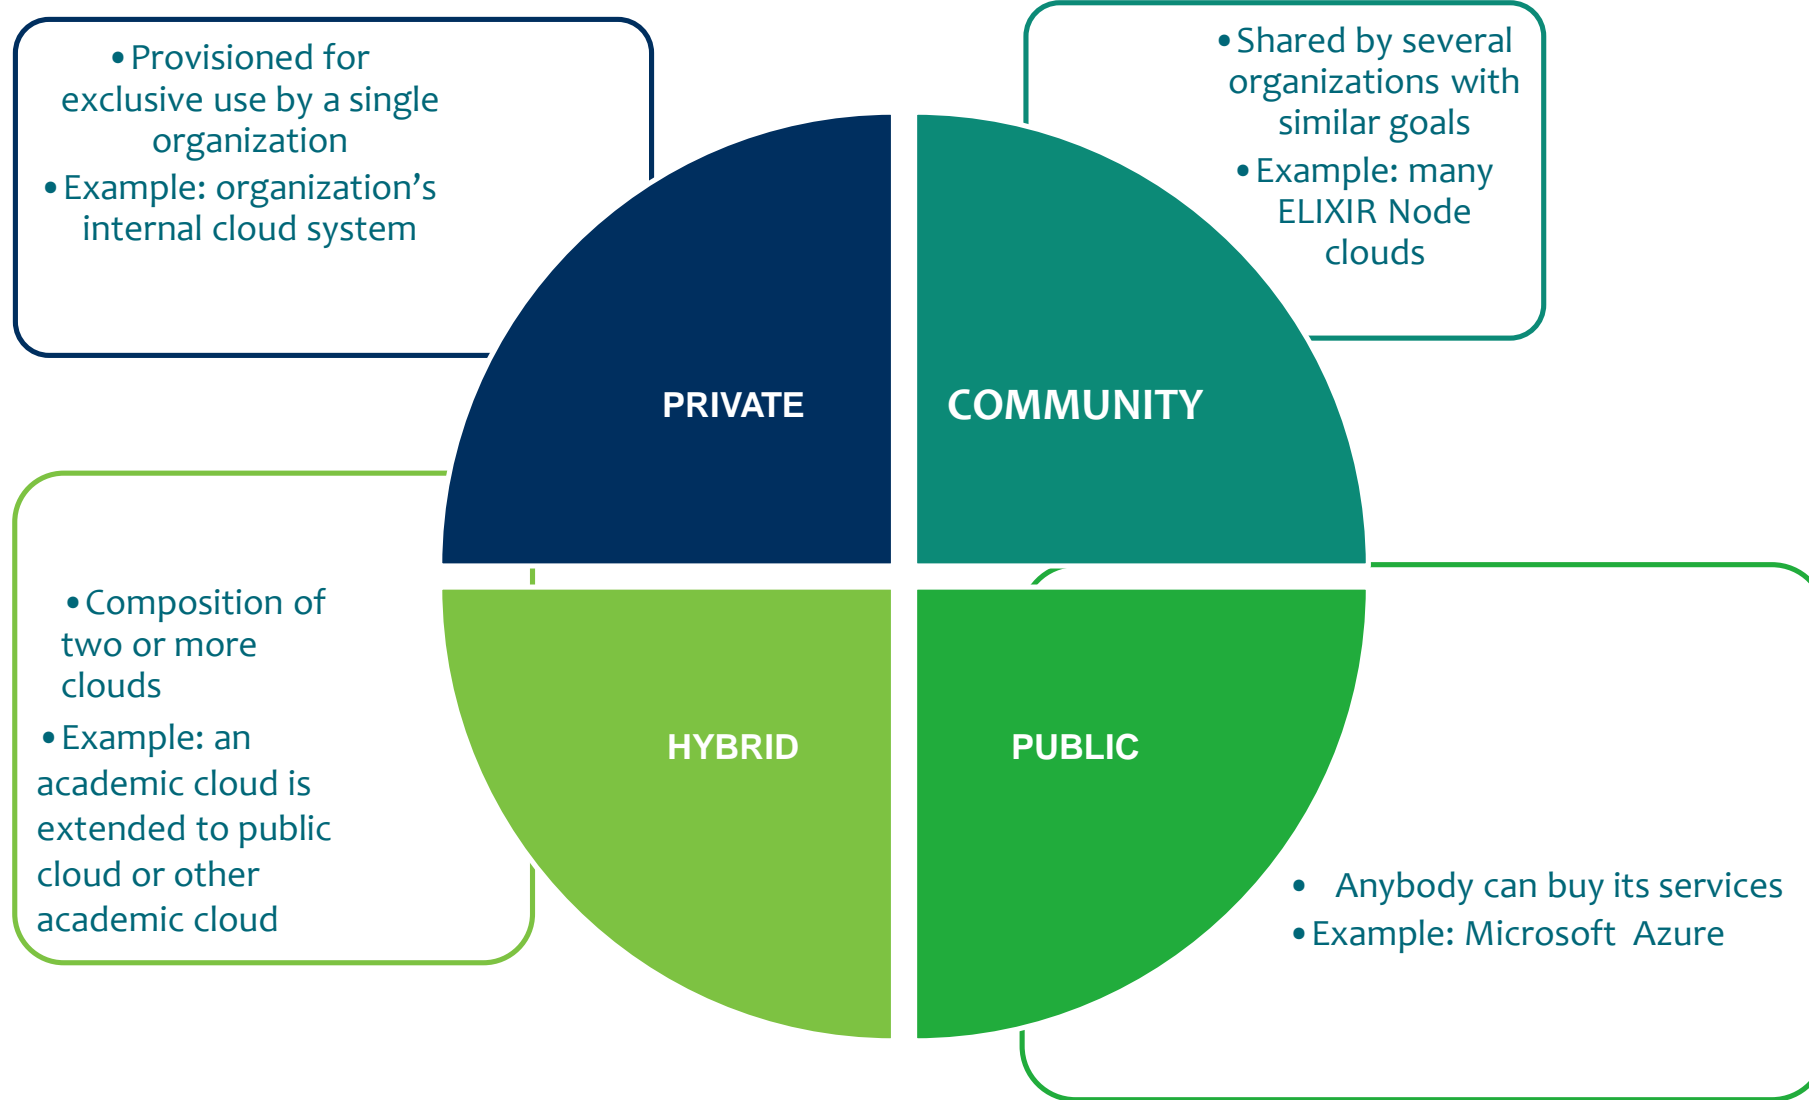 •Provisioned for
exclusive use by a single
organization
•Example: organization’s
internal cloud system
•Shared by several
organizations with
similar goals
•Example: many
ELIXIR Node
clouds
PRIVATE
COMMUNITY
•Composition of
two or more
clouds
•Example: an
academic cloud is
extended to public
cloud or other
academic cloud
HYBRID
PUBLIC
• Anybody can buy its services
•Example: Microsoft Azure